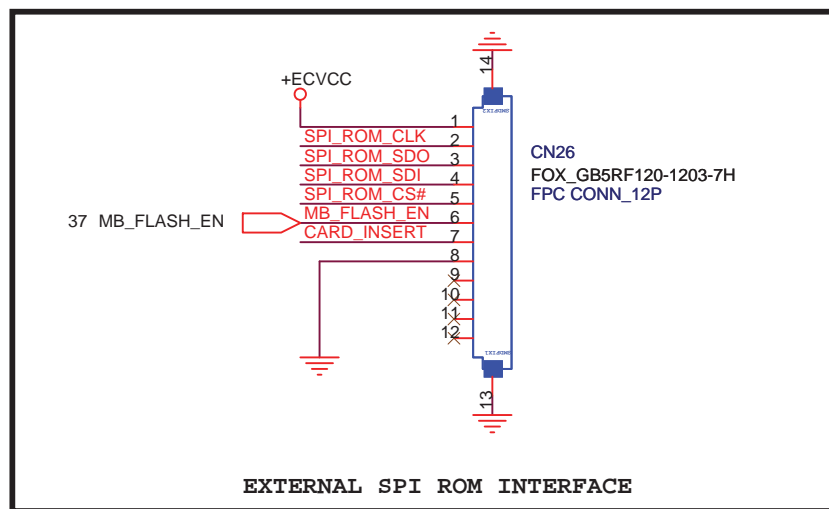 14
+ECVCC
1
SPI_ROM_CLK 2
SPI_ROM_SDO 3
SPI_ROM_SDI 4
SPI_ROM_CS# 5
37 MB_FLASH_EN MB_FLASH_EN 6
CARD_INSERT 7
8
9
10
11
12
CN26
FOX_GB5RF120-1203-7H
FPC CONN_12P
13
EXTERNAL SPI ROM INTERFACE